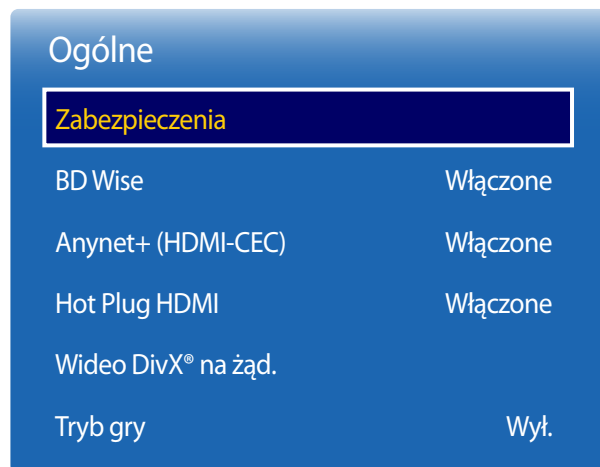 Ogólne
Zabezpieczenia
BD Wise Włączone
Anynet+ (HDMI-CEC) Włączone
Hot Plug HDMI Włączone
Wideo DivX® na żąd.
Tryb gry Wył.